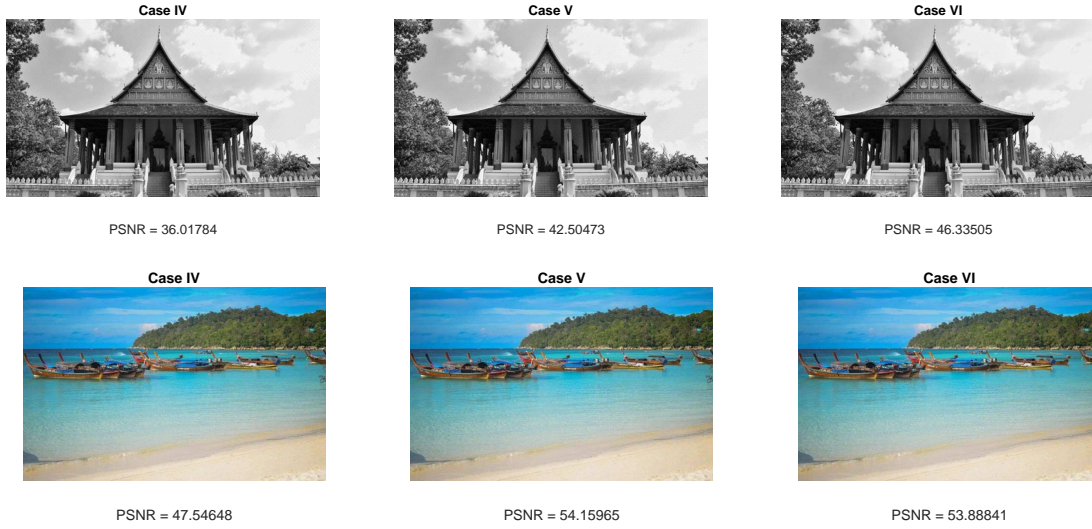 Case IV
Case V
Case VI
PSNR = 36.01784
PSNR = 42.50473
PSNR = 46.33505
Case IV
Case V
Case VI
PSNR = 47.54648
PSNR = 54.15965
PSNR = 53.88841